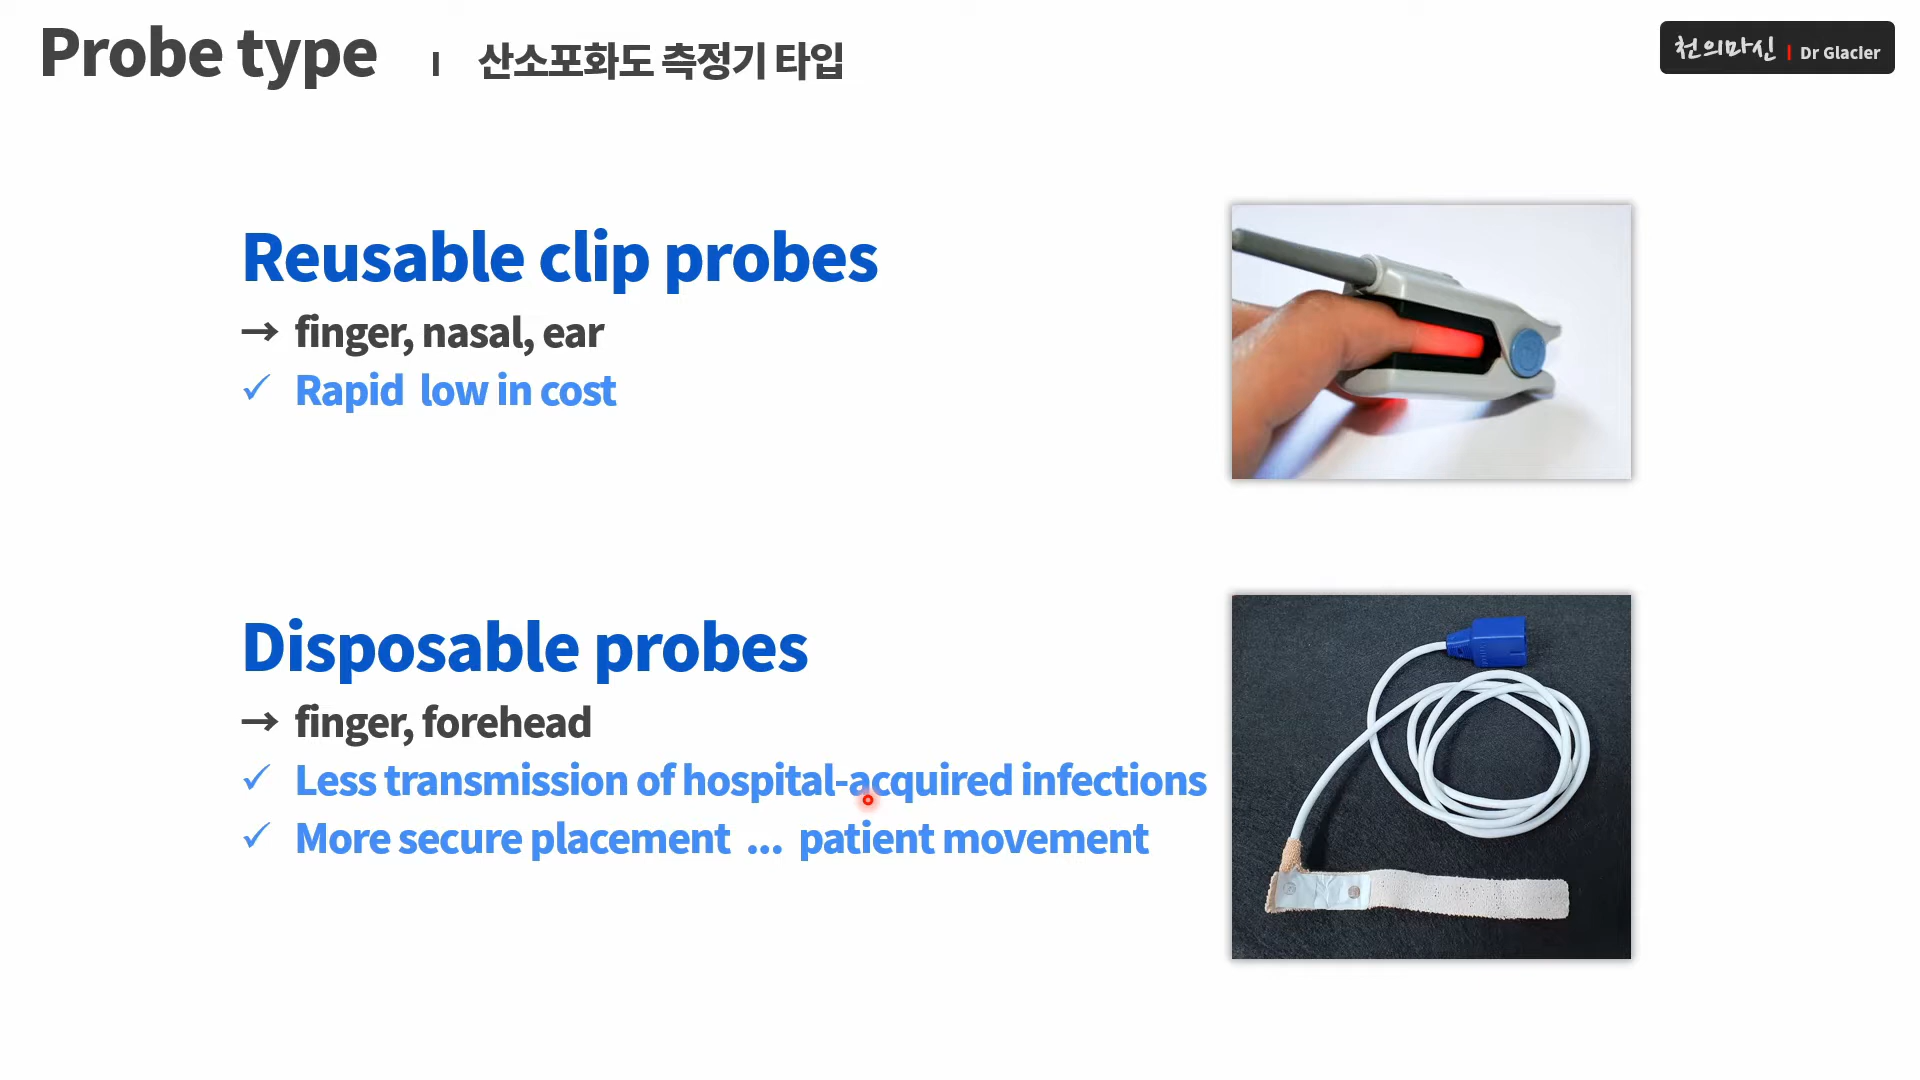 Probe type | 산소포화도 측정기 타입
천의마신 | Dr Glacier
Reusable clip probes
→ finger, nasal, ear
✓ Rapid low in cost
Disposable probes
→ finger, forehead
✓ Less transmission of hospital-acquired infections
✓ More secure placement ... patient movement